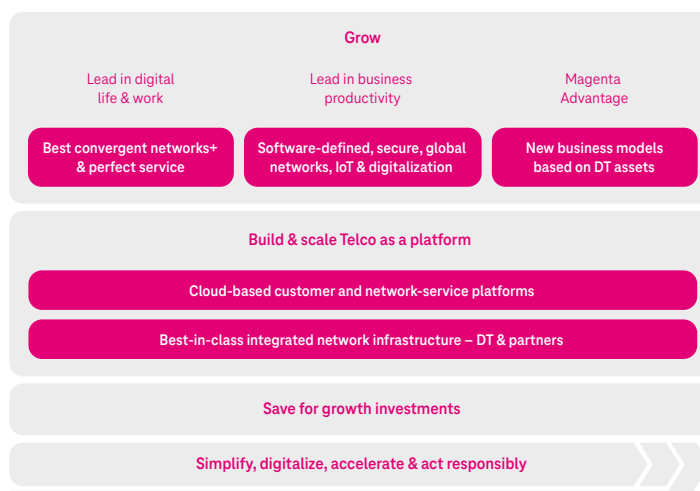 Grow
Lead in digital
life & work
Lead in business
productivity
Magenta
Advantage
Best convergent networks+
& perfect service
Software-defined, secure, global
networks, IoT & digitalization
New business models
based on DT assets
Build & scale Telco as a platform
Cloud-based customer and network-service platforms
Best-in-class integrated network infrastructure – DT & partners
Save for growth investments
Simplify, digitalize, accelerate & act responsibly